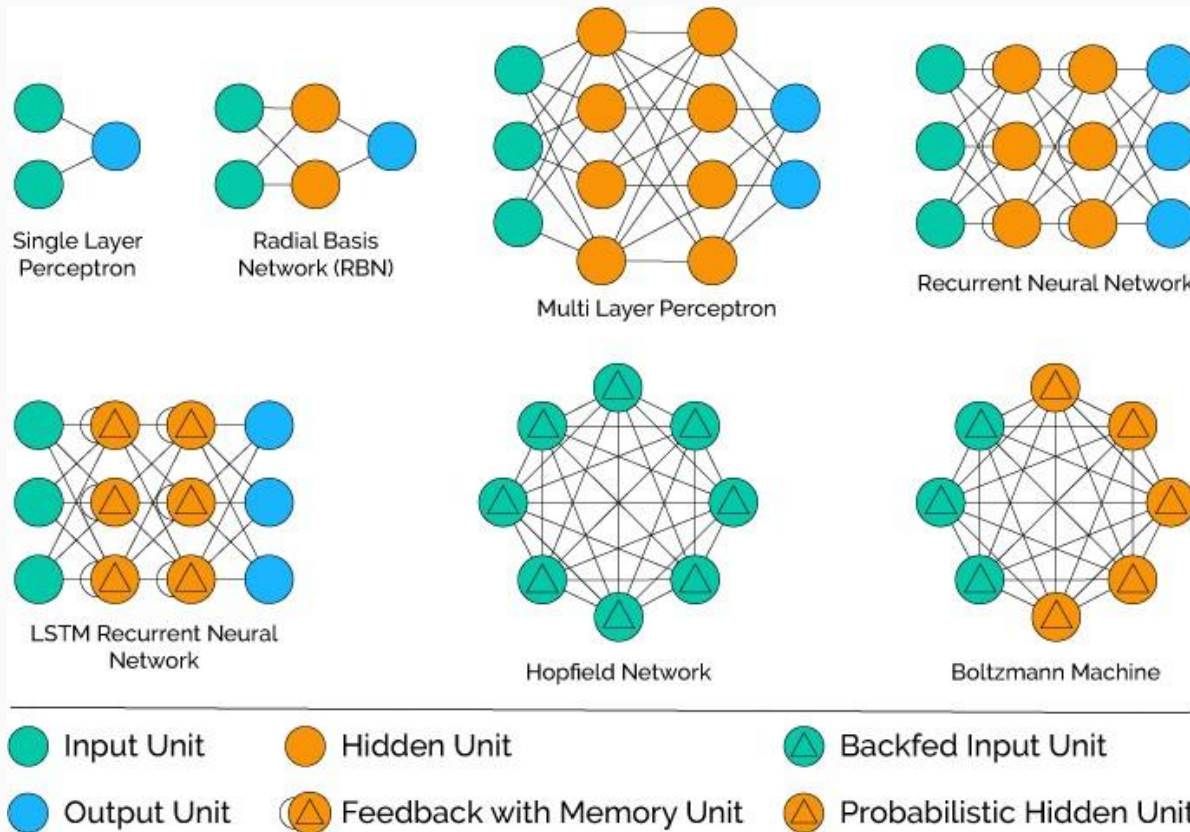 Single Layer
Perceptron
Radial Basis
Network (RBN)
Multi Layer Perceptron
Recurrent Neural Network
LSTM Recurrent Neural
Network
Hopfield Network
Boltzmann Machine
Input Unit
Hidden Unit
Backfed Input Unit
Output Unit
Feedback with Memory Unit
Probabilistic Hidden Unit